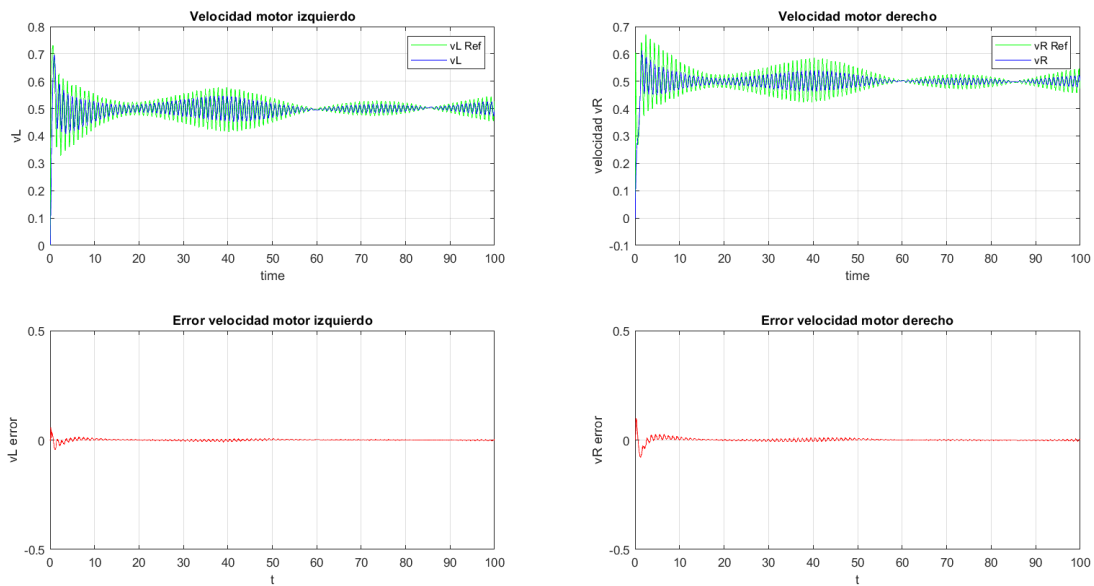 Velocidad motor izquierdo
0.8
0.7
0.6
0.5
0.4
0.3
0.2
0.1
0
vL
vL Ref
vL
0 10 20 30 40 50 60 70 80 90 100
time
Velocidad motor derecho
0.7
0.6
0.5
0.4
0.3
0.2
0.1
0
-0.1
velocidad vR
vR Ref
vR
0 10 20 30 40 50 60 70 80 90 100
time
Error velocidad motor izquierdo
0.5
0
-0.5
vL error
0 10 20 30 40 50 60 70 80 90 100
t
Error velocidad motor derecho
0.5
0
-0.5
vR error
0 10 20 30 40 50 60 70 80 90 100
t